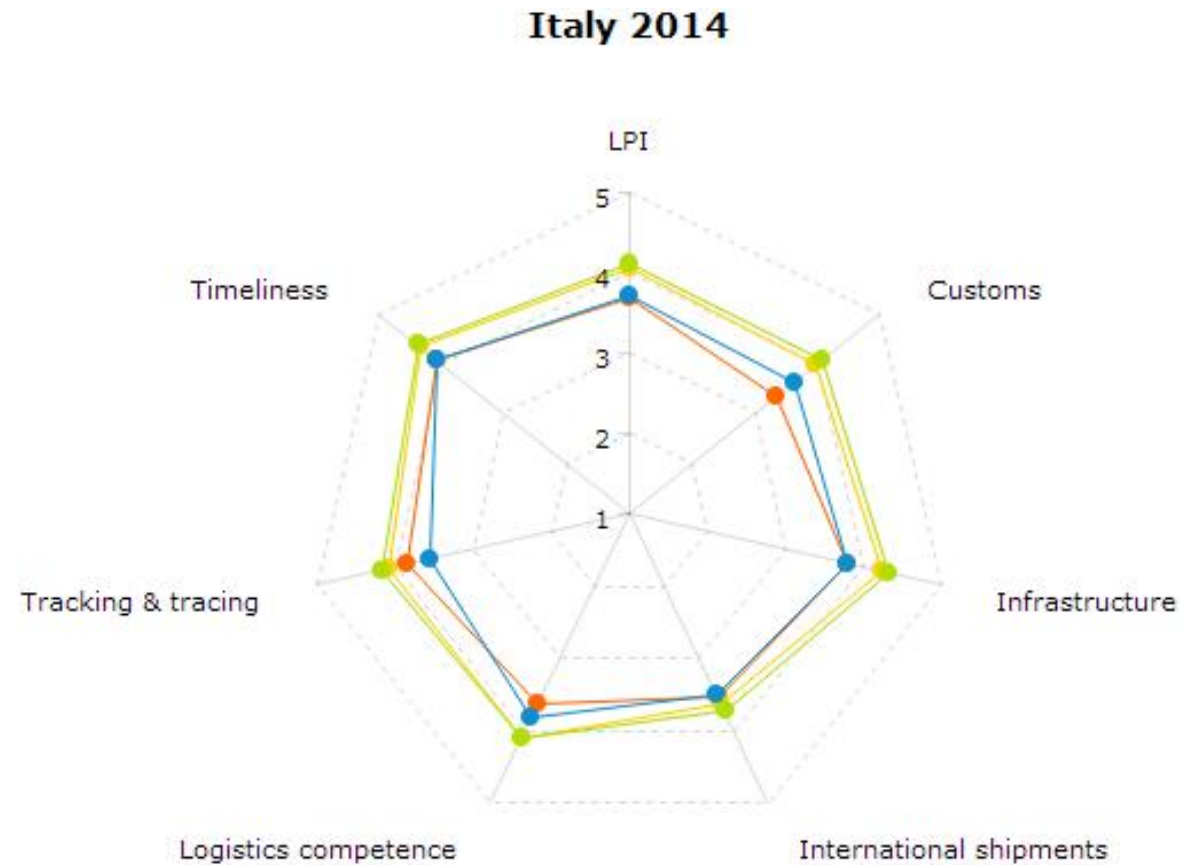 Italy 2014
LPI
5
Timeliness
4
Customs
3
2
1
Tracking & tracing
Infrastructure
Logistics competence
International shipments